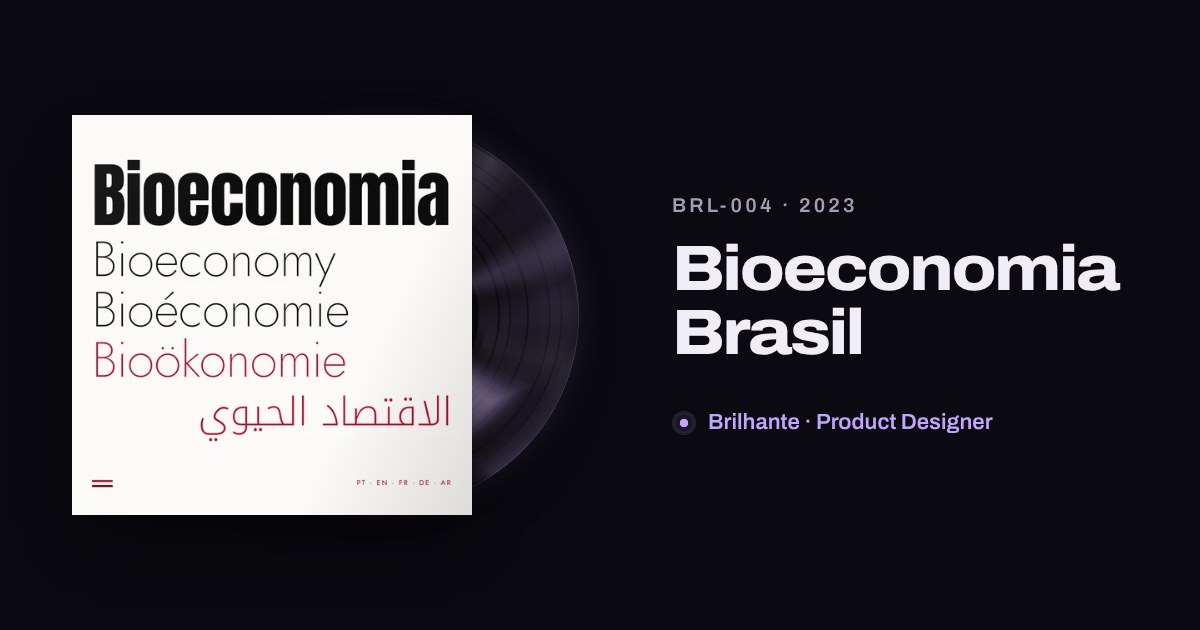 Bioeconomia
Bioeconomy
Bioéconomie
Bioökonomie
الاقتصاد الحيوي
PT · EN · FR · DE · AR
BRL-004 · 2023
Bioeconomia
Brasil
Brilhante · Product Designer